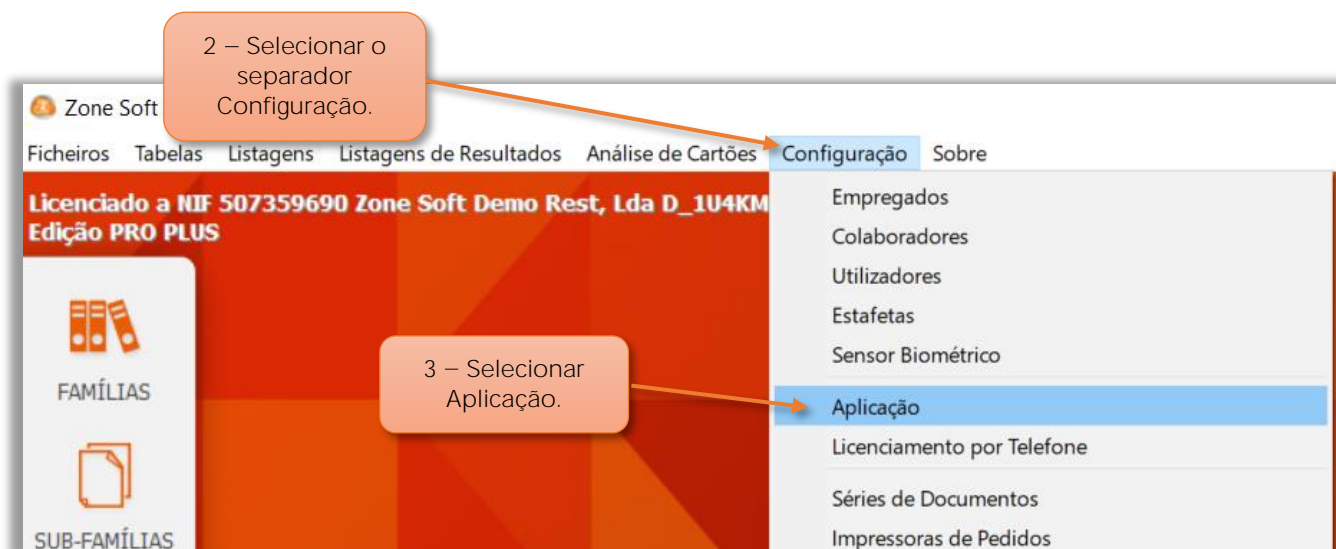 2 – Selecionar o
separador
Configuração.
Zone Soft
Ficheiros Tabelas Listagens Listagens de Resultados Análise de Cartões Configuração Sobre
Licenciado a NIF 507359690 Zone Soft Demo Rest, Lda D_1U4KM
Edição PRO PLUS
Empregados
Colaboradores
Utilizadores
Estafetas
Sensor Biométrico
FAMÍLIAS
3 – Selecionar
Aplicação.
Aplicação
Licenciamento por Telefone
Séries de Documentos
SUB-FAMÍLIAS
Impressoras de Pedidos